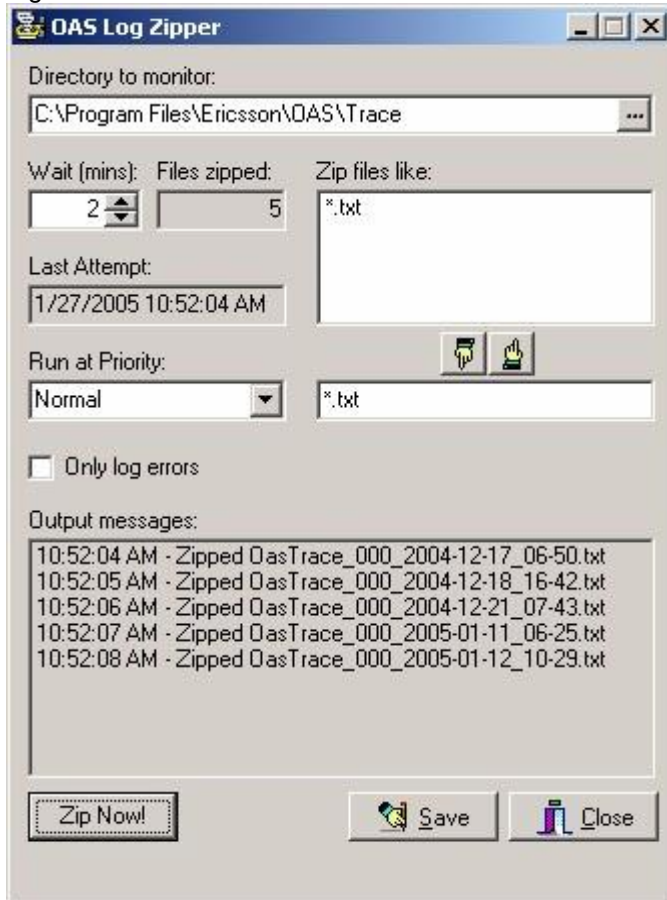 OAS Log Zipper
Directory to monitor:
C:\Program Files\Ericsson\OAS\Trace ...
Wait (mins): Files zipped: Zip files like:
2 5 *.txt
Last Attempt:
1/27/2005 10:52:04 AM
Run at Priority:
Normal *.txt
Only log errors
Output messages:
10:52:04 AM - Zipped OasTrace_000_2004-12-17_06-50.txt
10:52:05 AM - Zipped OasTrace_000_2004-12-18_16-42.txt
10:52:06 AM - Zipped OasTrace_000_2004-12-21_07-43.txt
10:52:07 AM - Zipped OasTrace_000_2005-01-11_06-25.txt
10:52:08 AM - Zipped OasTrace_000_2005-01-12_10-29.txt
Zip Now! Save Close